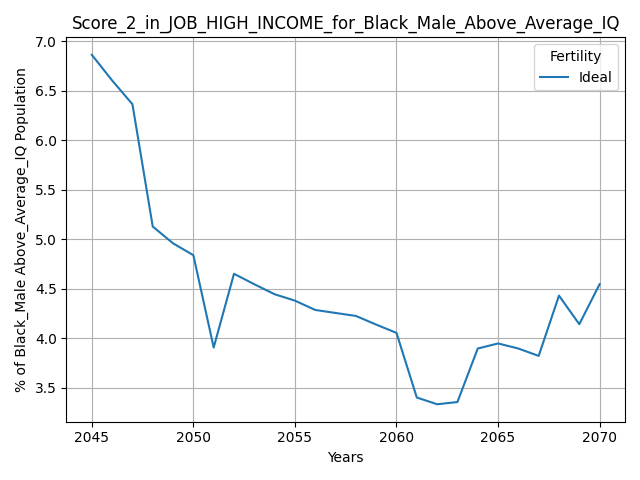 Score_2_in_JOB_HIGH_INCOME_for_Black_Male_Above_Average_IQ
% of Black_Male Above_Average_IQ Population
7.0
6.5
6.0
5.5
5.0
4.5
4.0
3.5
Fertility
Ideal
2045 2050 2055 2060 2065 2070
Years